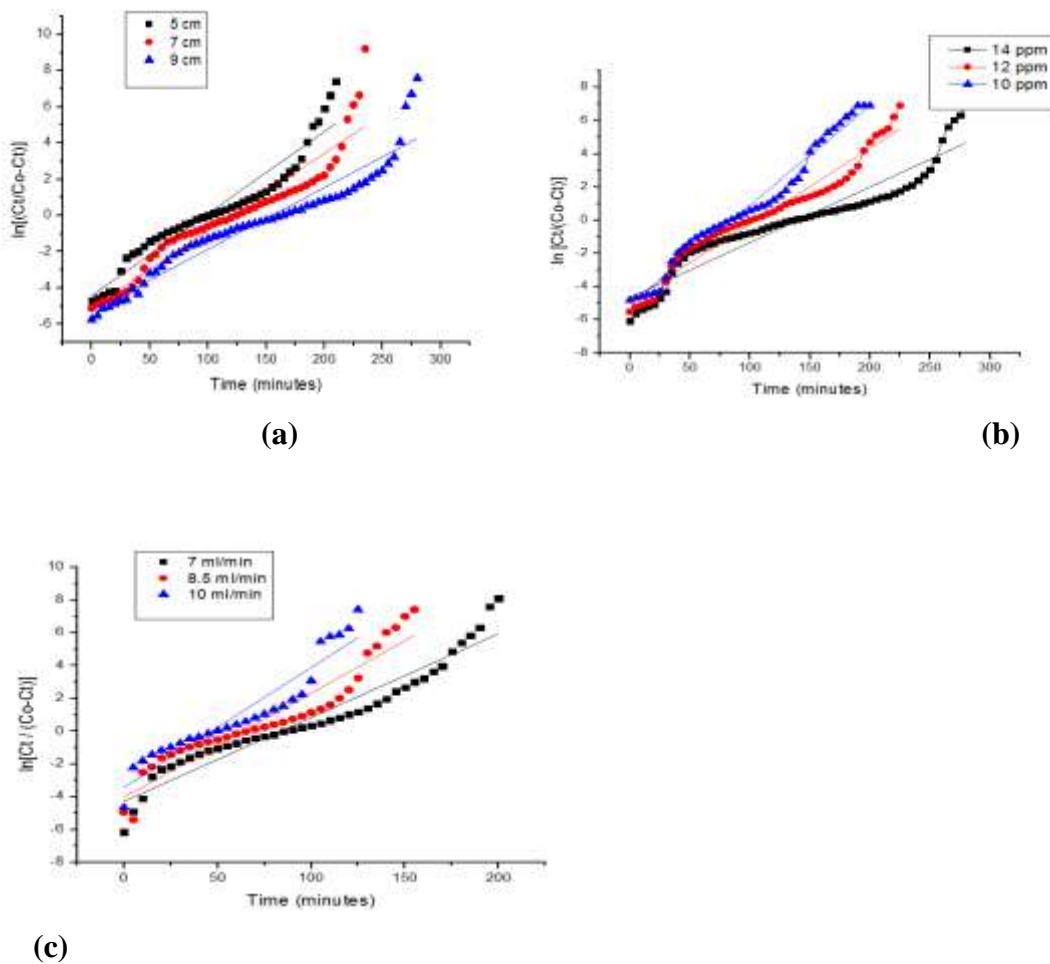 5 cm
7 cm
9 cm
10
8
6
4
2
0
-2
-4
-6
ln[(Ct/Co-Ct)]
0 50 100 150 200 250 300
Time (minutes)
(a)
14 ppm
12 ppm
10 ppm
8
6
4
2
0
-2
-4
-6
-8
ln [Ct/(Co-Ct)]
0 50 100 150 200 250 300
Time (minutes)
(b)
7 ml/min
8.5 ml/min
10 ml/min
10
8
6
4
2
0
-2
-4
-6
-8
ln[Ct / (Co-Ct)]
0 50 100 150 200
Time (minutes)
(c)